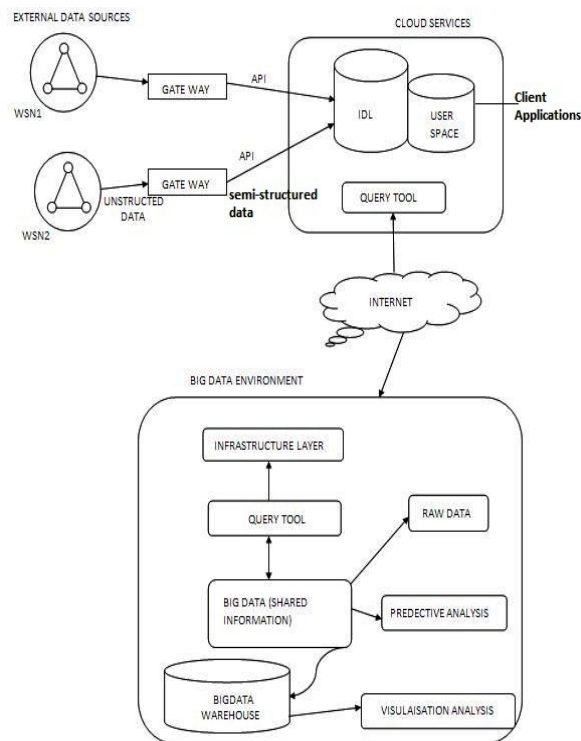 EXTERNAL DATA SOURCES
CLOUD SERVICES
WSN1
GATE WAY
API
IDL
USER
SPACE
Client
Applications
API
WSN2
UNSTRUCTED
DATA
GATE WAY
semi-structured
data
QUERY TOOL
INTERNET
BIG DATA ENVIRONMENT
INFRASTRUCTURE LAYER
QUERY TOOL
RAW DATA
BIG DATA (SHARED
INFORMATION)
PREDECTIVE ANALYSIS
BIGDATA
WAREHOUSE
VISULAISATION ANALYSIS